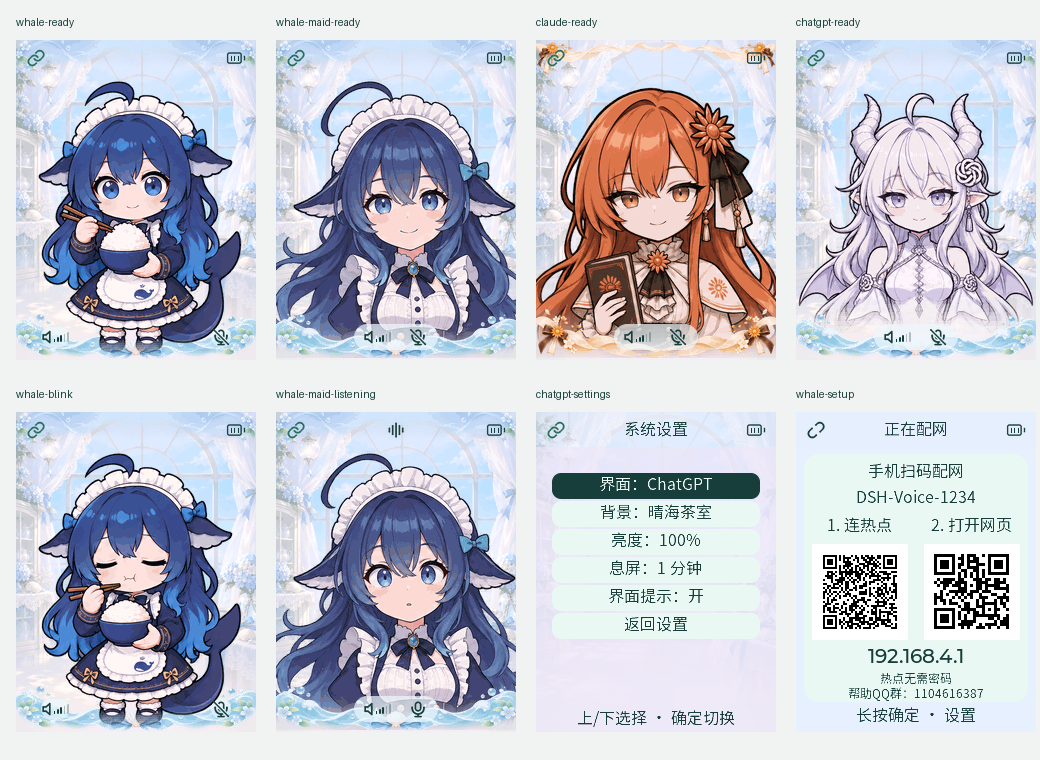 whale-ready
whale-maid-ready
claude-ready
chatgpt-ready
whale-blink
whale-maid-listening
chatgpt-settings
系统设置
界面：ChatGPT
背景：晴海茶室
亮度：100%
息屏：1 分钟
界面提示：开
返回设置
上/下选择 · 确定切换
whale-setup
正在配网
手机扫码配网
DSH-Voice-1234
1. 连热点
2. 打开网页
192.168.4.1
热点无需密码
帮助QQ群：1104616387
长按确定 · 设置